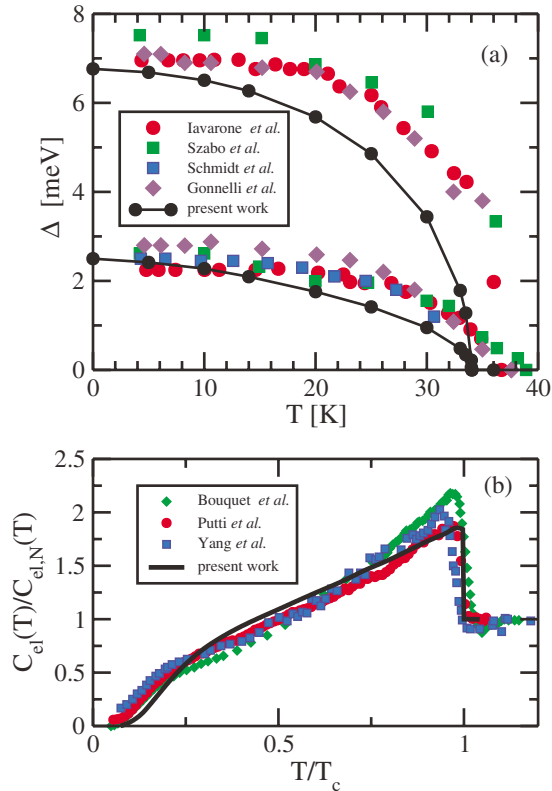 (a)
8
6
4
2
0
Δ [meV]
Iavarone et al.
Szabo et al.
Schmidt et al.
Gonnelli et al.
present work
0 10 20 30 40
T [K]
(b)
2.5
2
1.5
1
0.5
0
C_el(T)/C_el,N(T)
Bouquet et al.
Putti et al.
Yang et al.
present work
0 0.5 1
T/T_c